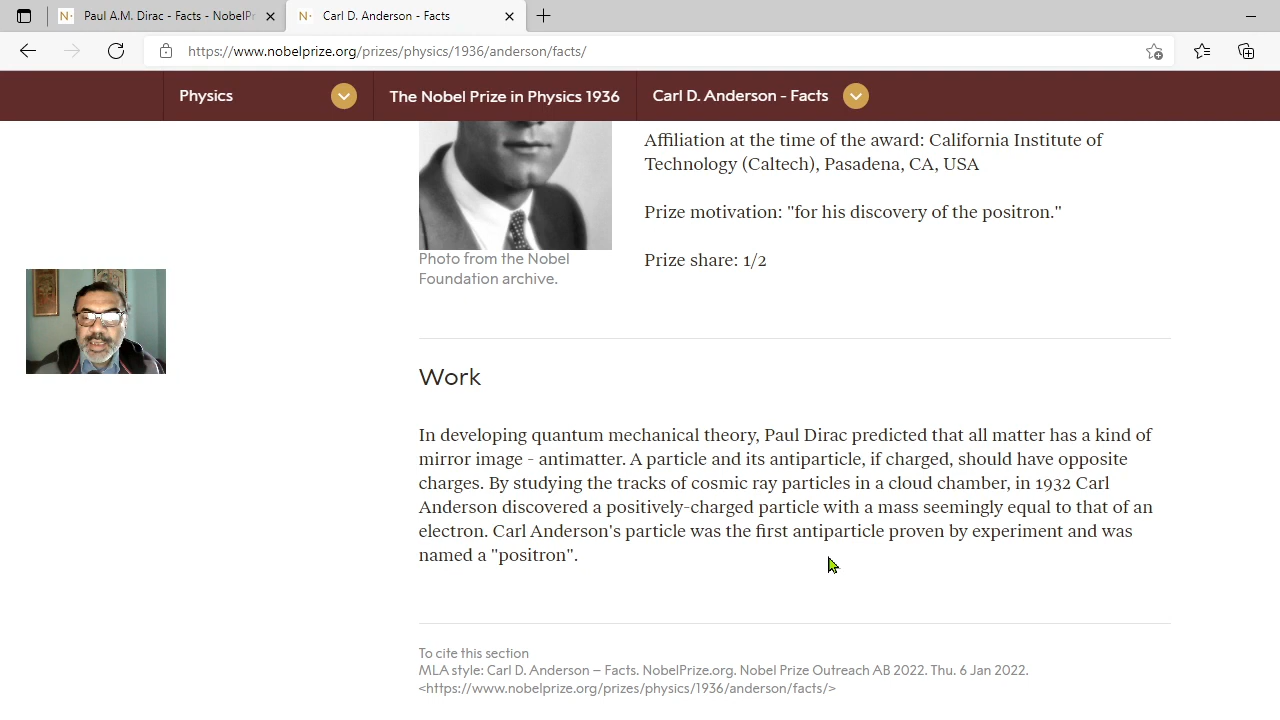 Paul A.M. Dirac - Facts - NobelPr
Carl D. Anderson - Facts
https://www.nobelprize.org/prizes/physics/1936/anderson/facts/
Physics
The Nobel Prize in Physics 1936
Carl D. Anderson - Facts
Affiliation at the time of the award: California Institute of
Technology (Caltech), Pasadena, CA, USA
Prize motivation: "for his discovery of the positron."
Prize share: 1/2
Photo from the Nobel
Foundation archive.
Work
In developing quantum mechanical theory, Paul Dirac predicted that all matter has a kind of
mirror image - antimatter. A particle and its antiparticle, if charged, should have opposite
charges. By studying the tracks of cosmic ray particles in a cloud chamber, in 1932 Carl
Anderson discovered a positively-charged particle with a mass seemingly equal to that of an
electron. Carl Anderson's particle was the first antiparticle proven by experiment and was
named a "positron".
To cite this section
MLA style: Carl D. Anderson – Facts. NobelPrize.org. Nobel Prize Outreach AB 2022. Thu. 6 Jan 2022.
<https://www.nobelprize.org/prizes/physics/1936/anderson/facts/>